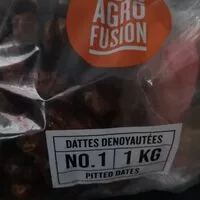 AGRO
FUSION
DATTES DENOYAUTÉES
NO.1 1 KG
PITTED DATES